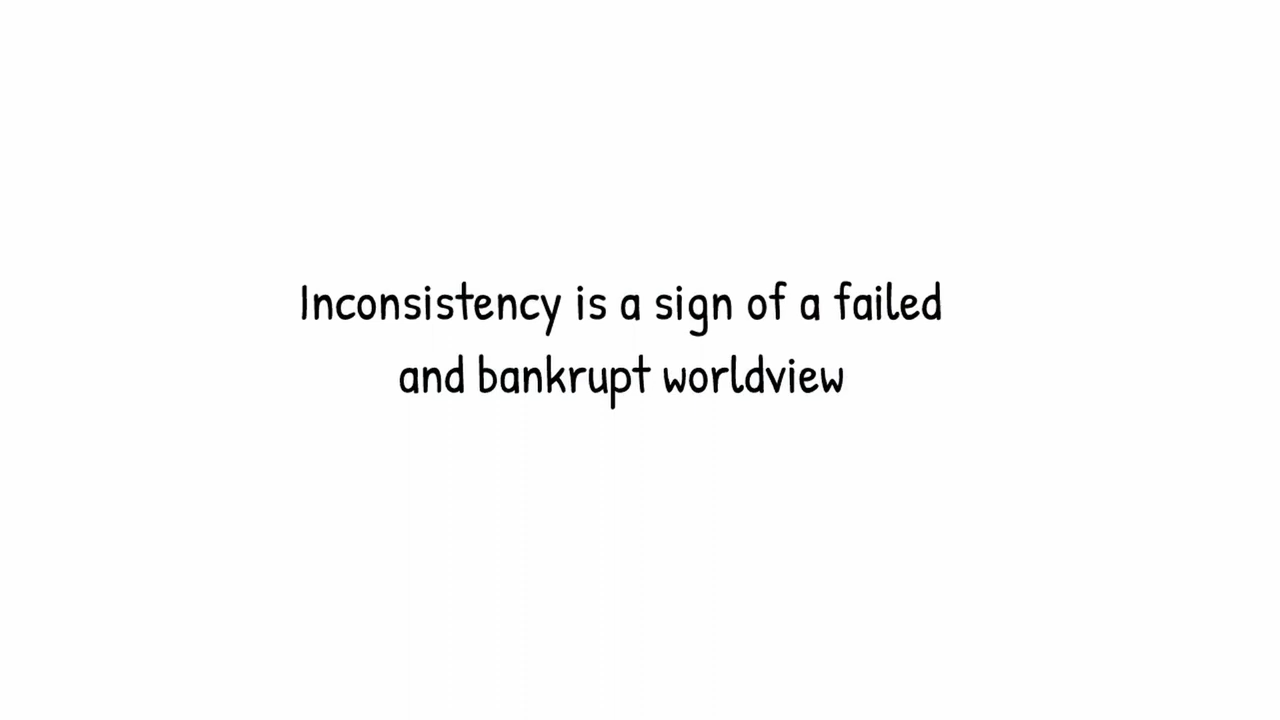 Inconsistency is a sign of a failed
and bankrupt worldview